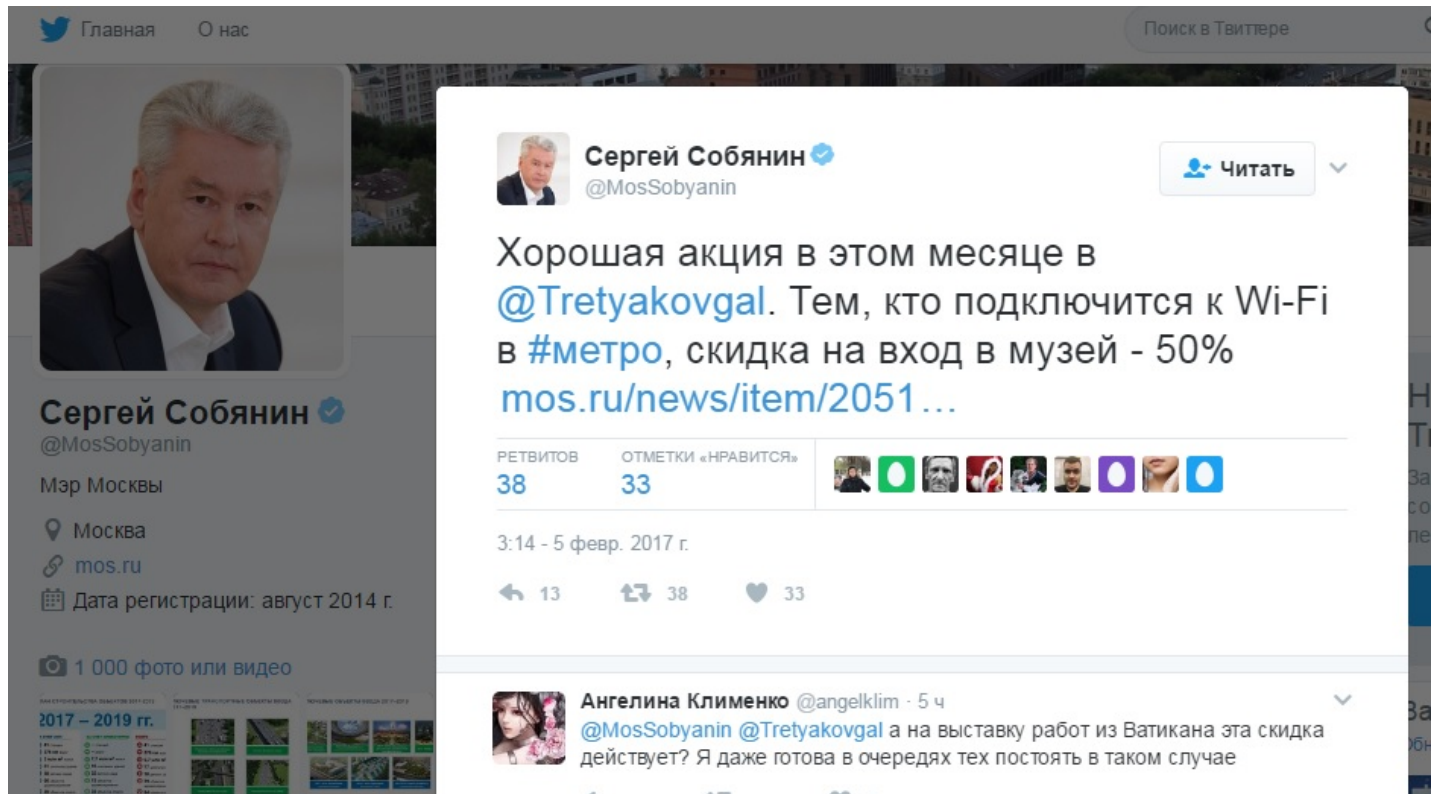 Главная О нас
Поиск в Твиттере
Сергей Собянин
@MosSobyanin
Мэр Москвы
Москва
mos.ru
Дата регистрации: август 2014 г.
1 000 фото или видео
2017 – 2019 гг.
Сергей Собянин
@MosSobyanin
Читать
Хорошая акция в этом месяце в
@Tretyakovgal. Тем, кто подключится к Wi-Fi
в #метро, скидка на вход в музей - 50%
mos.ru/news/item/2051…
РЕТВИТОВ ОТМЕТКИ «НРАВИТСЯ»
38 33
3:14 - 5 февр. 2017 г.
13 38 33
Ангелина Клименко @angelklim · 5 ч
@MosSobyanin @Tretyakovgal а на выставку работ из Ватикана эта скидка
действует? Я даже готова в очередях тех постоять в таком случае